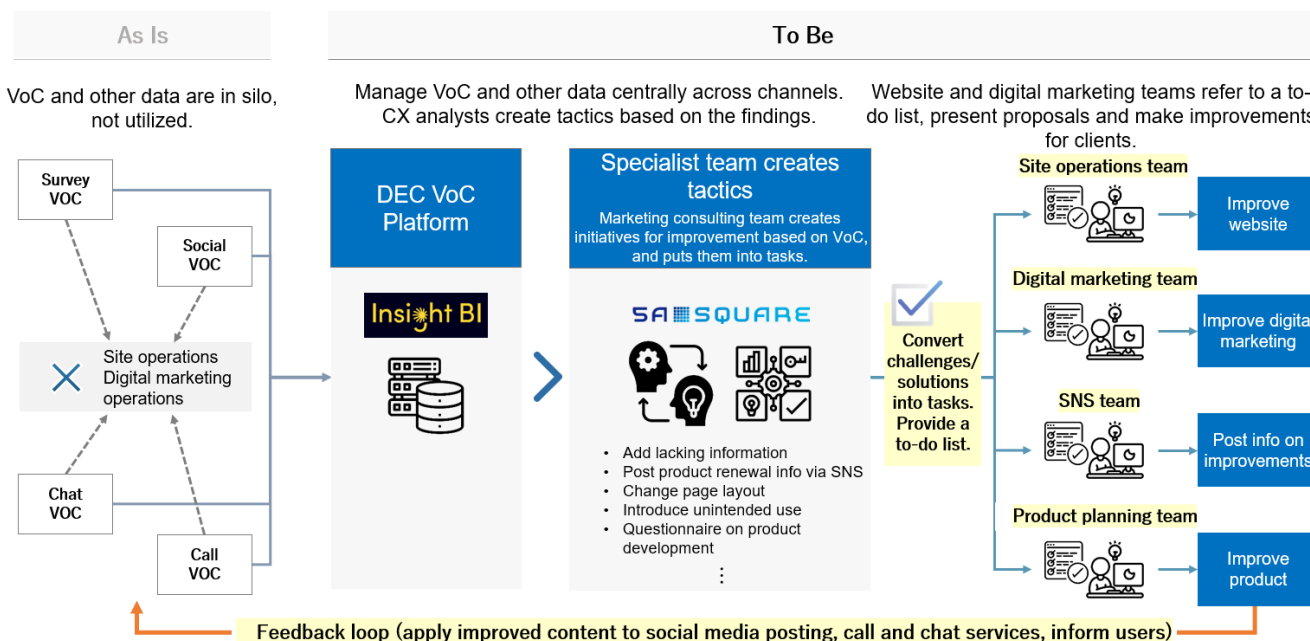 As Is
To Be
VoC and other data are in silo,
not utilized.
Manage VoC and other data centrally across channels.
CX analysts create tactics based on the findings.
Website and digital marketing teams refer to a to-
do list, present proposals and make improvements
for clients.
Survey
VOC
Social
VOC
Site operations
Digital marketing
operations
Chat
VOC
Call
VOC
DEC VoC
Platform
Insight BI
Specialist team creates
tactics
Marketing consulting team creates
initiatives for improvement based on VoC,
and puts them into tasks.
SASQUARE
• Add lacking information
• Post product renewal info via SNS
• Change page layout
• Introduce unintended use
• Questionnaire on product
development
⋮
Convert
challenges/
solutions
into tasks.
Provide a
to-do list.
Site operations team
Improve
website
Digital marketing team
Improve digital
marketing
SNS team
Post info on
improvements
Product planning team
Improve
product
Feedback loop (apply improved content to social media posting, call and chat services, inform users)